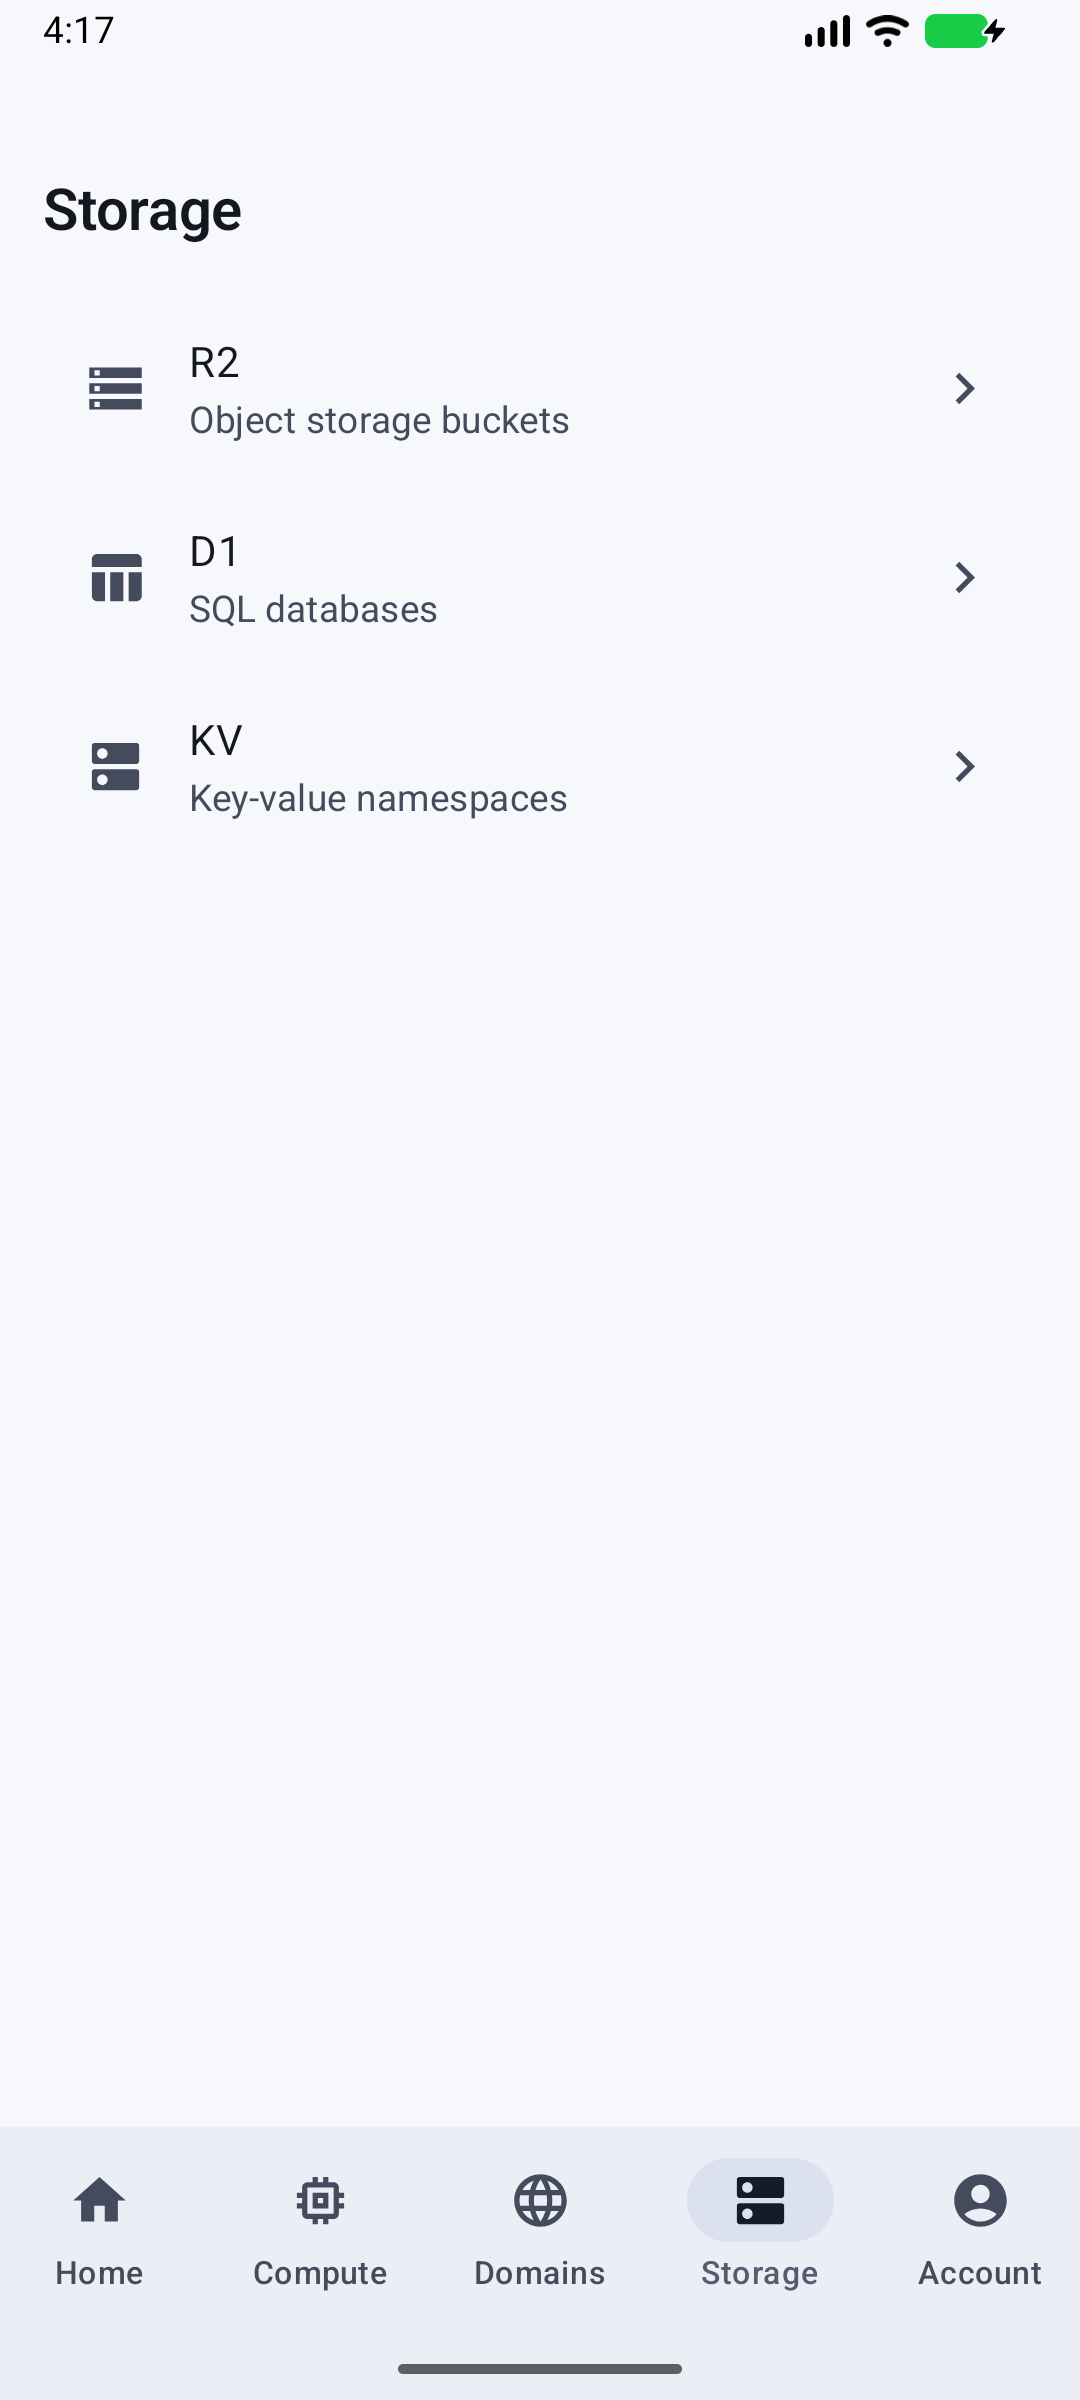 4:17
Storage
R2
Object storage buckets
D1
SQL databases
KV
Key-value namespaces
Home
Compute
Domains
Storage
Account